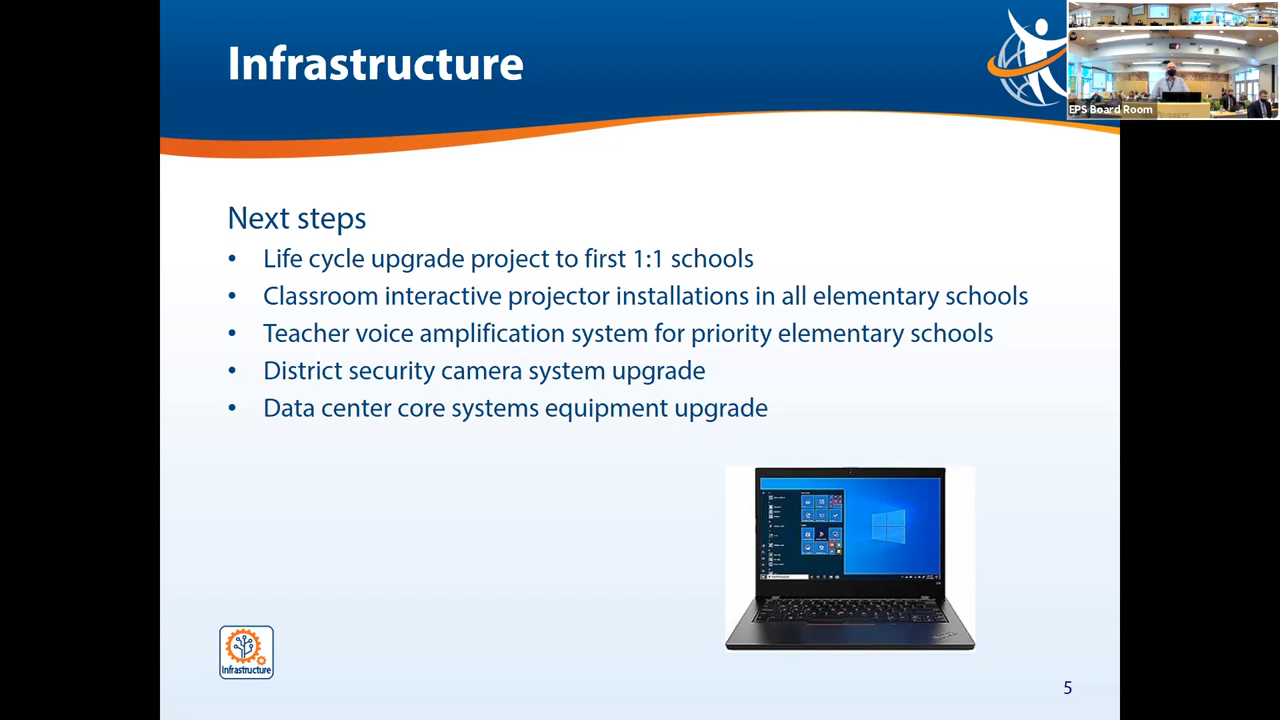 Infrastructure
EPS Board Room
Next steps
• Life cycle upgrade project to first 1:1 schools
• Classroom interactive projector installations in all elementary schools
• Teacher voice amplification system for priority elementary schools
• District security camera system upgrade
• Data center core systems equipment upgrade
Infrastructure
5